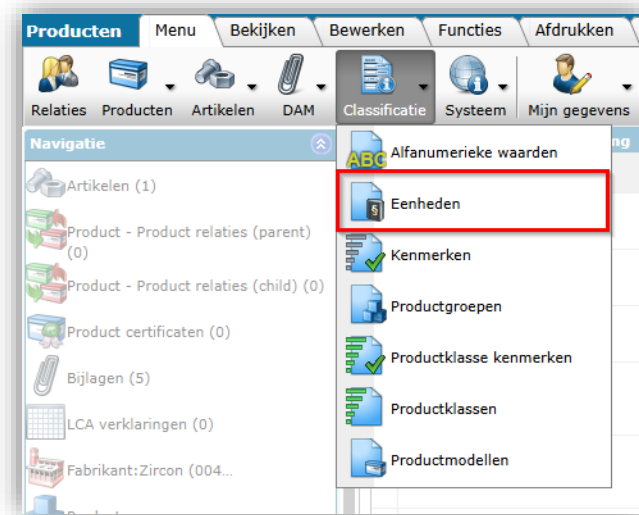 Producten Menu Bekijken Bewerken Functies Afdrukken
Relaties Producten Artikelen DAM Classificatie Systeem Mijn gegevens
Navigatie
Artikelen (1)
Product - Product relaties (parent)
(0)
Product - Product relaties (child) (0)
Product certificaten (0)
Bijlagen (5)
LCA verklaringen (0)
Fabrikant:Zircon (004...
ABC Alfanumerieke waarden
Eenheden
Kenmerken
Productgroepen
Productklasse kenmerken
Productklassen
Productmodellen